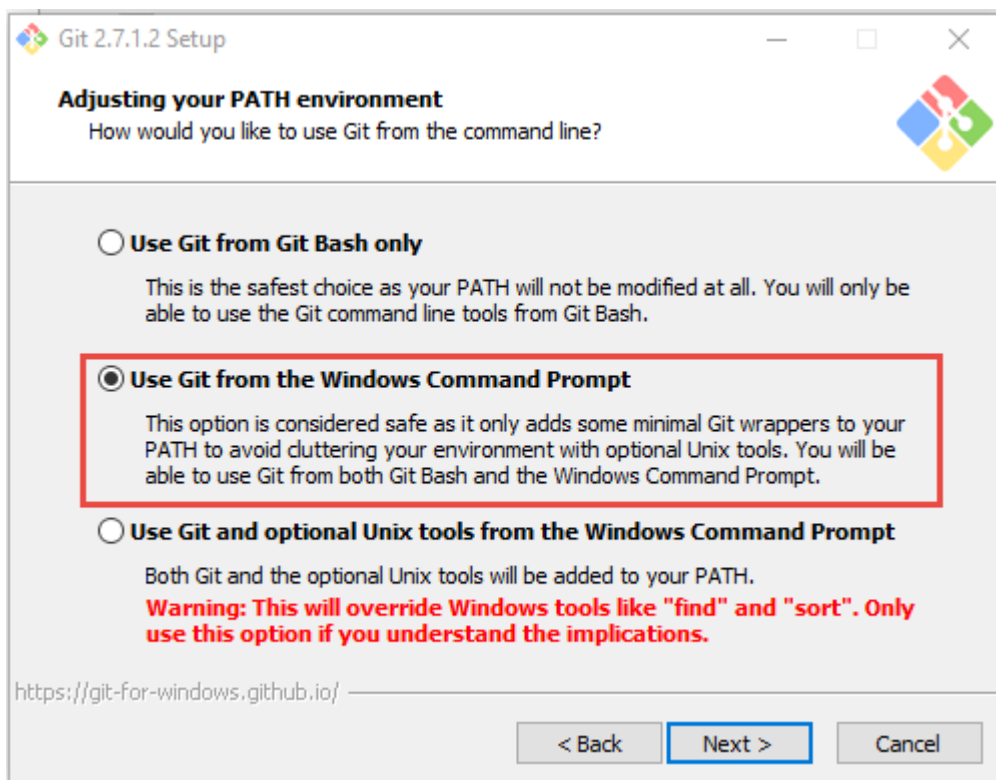 Git 2.7.1.2 Setup
Adjusting your PATH environment
How would you like to use Git from the command line?
Use Git from Git Bash only
This is the safest choice as your PATH will not be modified at all. You will only be
able to use the Git command line tools from Git Bash.
Use Git from the Windows Command Prompt
This option is considered safe as it only adds some minimal Git wrappers to your
PATH to avoid cluttering your environment with optional Unix tools. You will be
able to use Git from both Git Bash and the Windows Command Prompt.
Use Git and optional Unix tools from the Windows Command Prompt
Both Git and the optional Unix tools will be added to your PATH.
Warning: This will override Windows tools like "find" and "sort". Only
use this option if you understand the implications.
https://git-for-windows.github.io/
< Back Next > Cancel